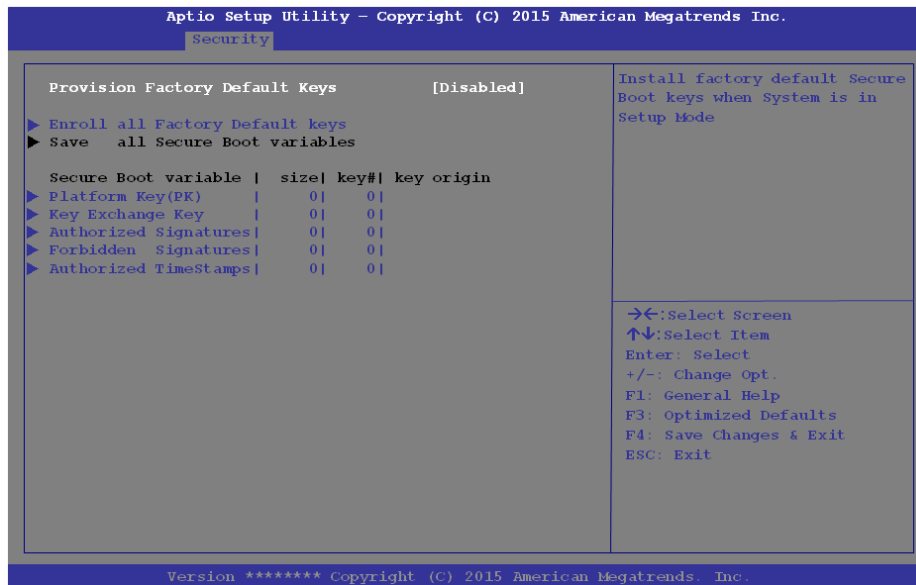 Aptio Setup Utility – Copyright (C) 2015 American Megatrends Inc.
Security
Provision Factory Default Keys [Disabled]
▶ Enroll all Factory Default keys
▶ Save all Secure Boot variables
Secure Boot variable | size| key#| key origin
▶ Platform Key(PK) | 0| 0|
▶ Key Exchange Key | 0| 0|
▶ Authorized Signatures| 0| 0|
▶ Forbidden Signatures| 0| 0|
▶ Authorized TimeStamps| 0| 0|
Install factory default Secure
Boot keys when System is in
Setup Mode
→←:Select Screen
↑↓:Select Item
Enter: Select
+/-: Change Opt.
F1: General Help
F3: Optimized Defaults
F4: Save Changes & Exit
ESC: Exit
Version ******** Copyright (C) 2015 American Megatrends. Inc.